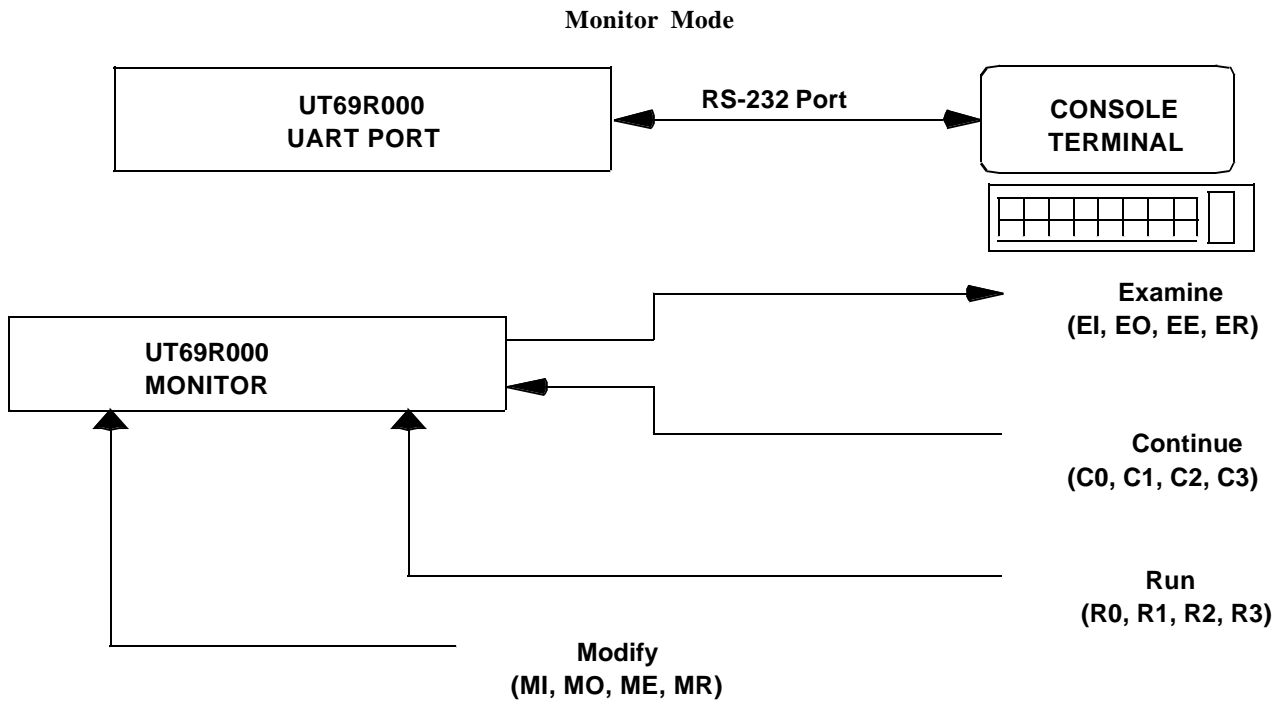 Monitor Mode
UT69R000
UART PORT
RS-232 Port
CONSOLE
TERMINAL
Examine
(EI, EO, EE, ER)
UT69R000
MONITOR
Continue
(C0, C1, C2, C3)
Run
(R0, R1, R2, R3)
Modify
(MI, MO, ME, MR)